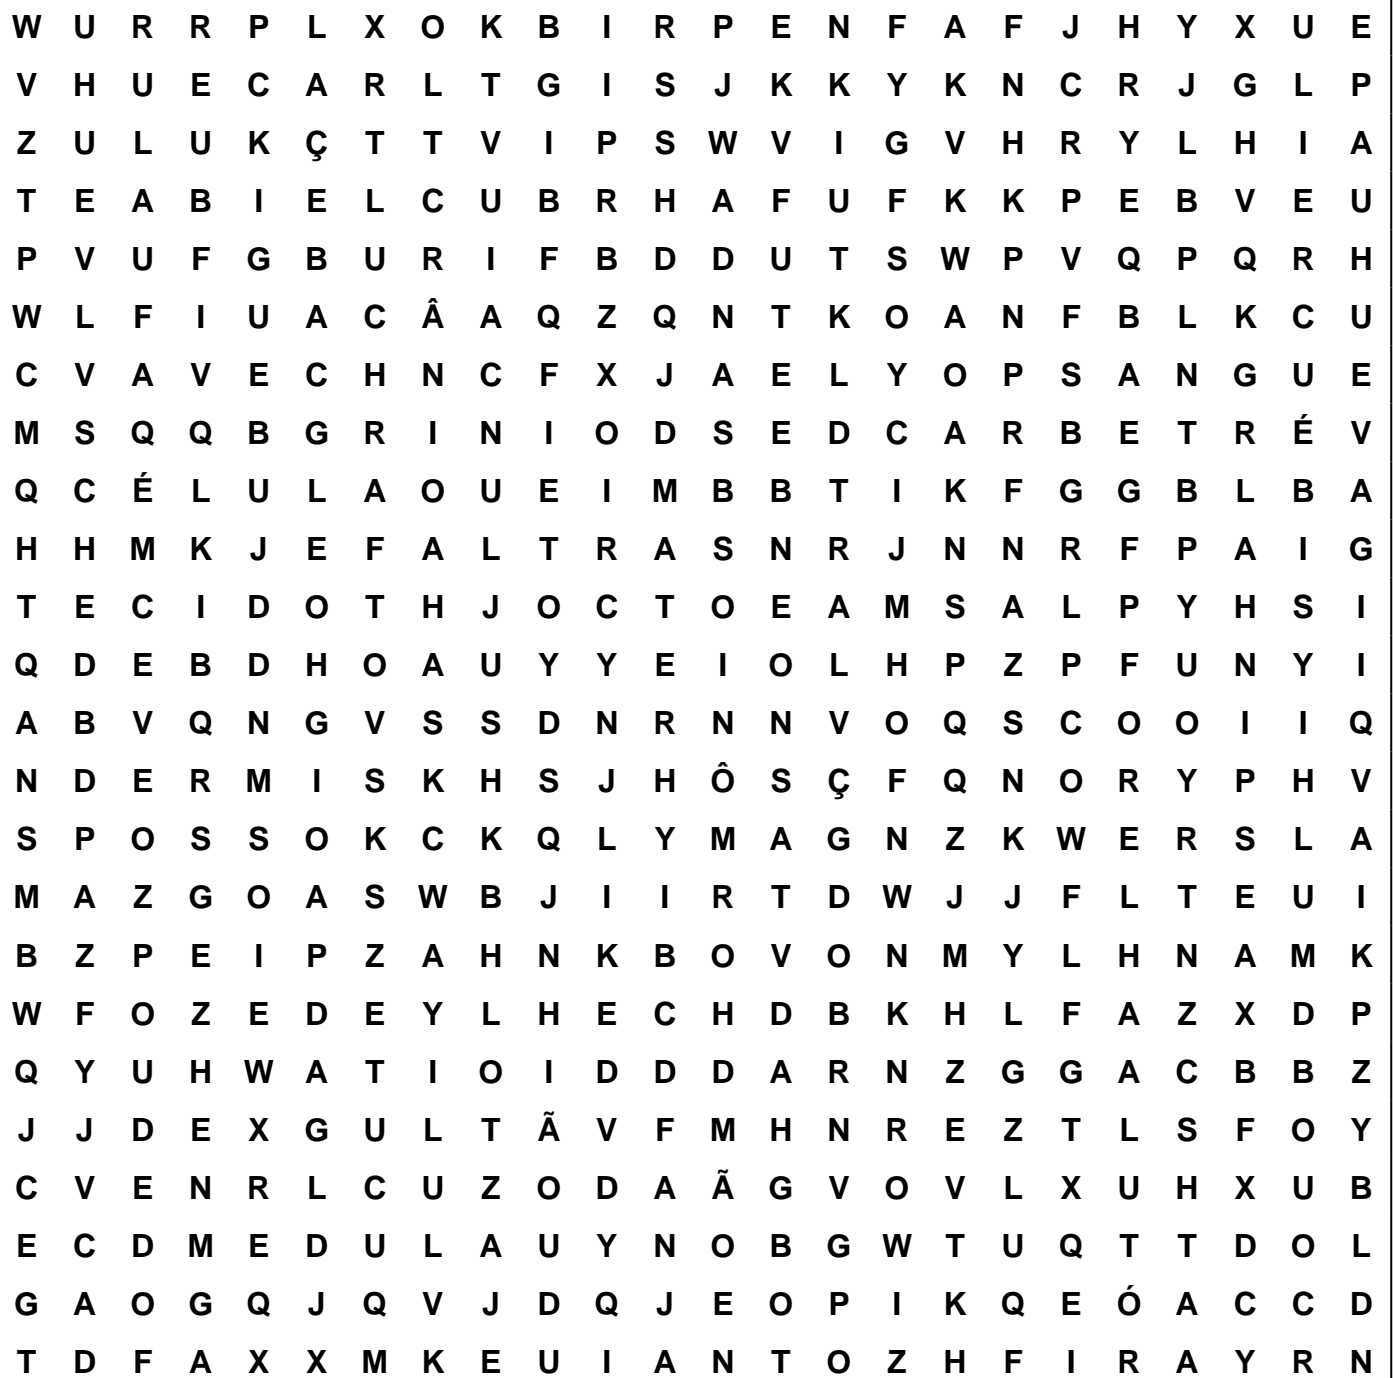 W U R R P L X O K B I R P E N F A F J H Y X U E
V H U E C A R L T G I S J K K Y K N C R J G L P
Z U L U K Ç T T V I P S W V I G V H R Y L H I A
T E A B I E L C U B R H A F U F K K P E B V E U
P V U F G B U R I F B D D U T S W P V Q P Q R H
W L F I U A C Â A Q Z Q N T K O A N F B L K C U
C V A V E C H N C F X J A E L Y O P S A N G U E
M S Q Q B G R I N I O D S E D C A R B E T R É V
Q C É L U L A O U E I M B B T I K F G G B L B A
H H M K J E F A L T R A S N R J N N R F P A I G
T E C I D O T H J O C T O E A M S A L P Y H S I
Q D E B D H O A U Y Y E I O L H P Z P F U N Y I
A B V Q N G V S S D N R N N V O Q S C O O I I Q
N D E R M I S K H S J H Ô S Ç F Q N O R Y P H V
S P O S S O K C K Q L Y M A G N Z K W E R S L A
M A Z G O A S W B J I I R T D W J J F L T E U I
B Z P E I P Z A H N K B O V O N M Y L H N A M K
W F O Z E D E Y L H E C H D B K H L F A Z X D P
Q Y U H W A T I O I D D D A R N Z G G A C B B Z
J J D E X G U L T Ã V F M H N R E Z T L S F O Y
C V E N R L C U Z O D A Ã G V O V L X U H X U B
E C D M E D U L A U Y N O B G W T U Q T T D O L
G A O G Q J Q V J D Q J E O P I K Q E Ó A C C D
T D F A X X M K E U I A N T O Z H F I R A Y R N